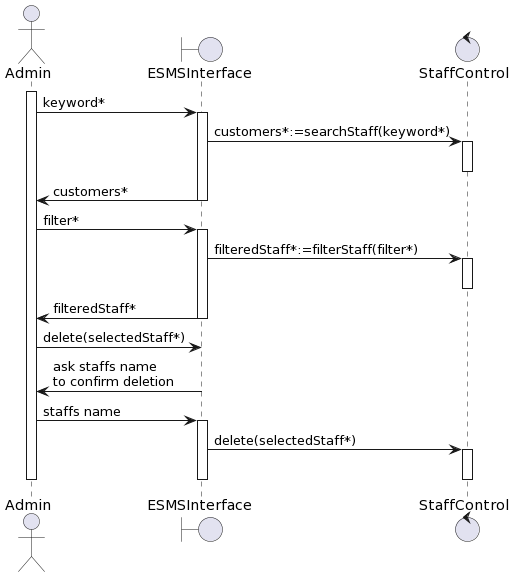 Admin
ESMSInterface
StaffControl
keyword*
customers*:=searchStaff(keyword*)
customers*
filter*
filteredStaff*:=filterStaff(filter*)
filteredStaff*
delete(selectedStaff*)
ask staffs name
to confirm deletion
staffs name
delete(selectedStaff*)
Admin
ESMSInterface
StaffControl